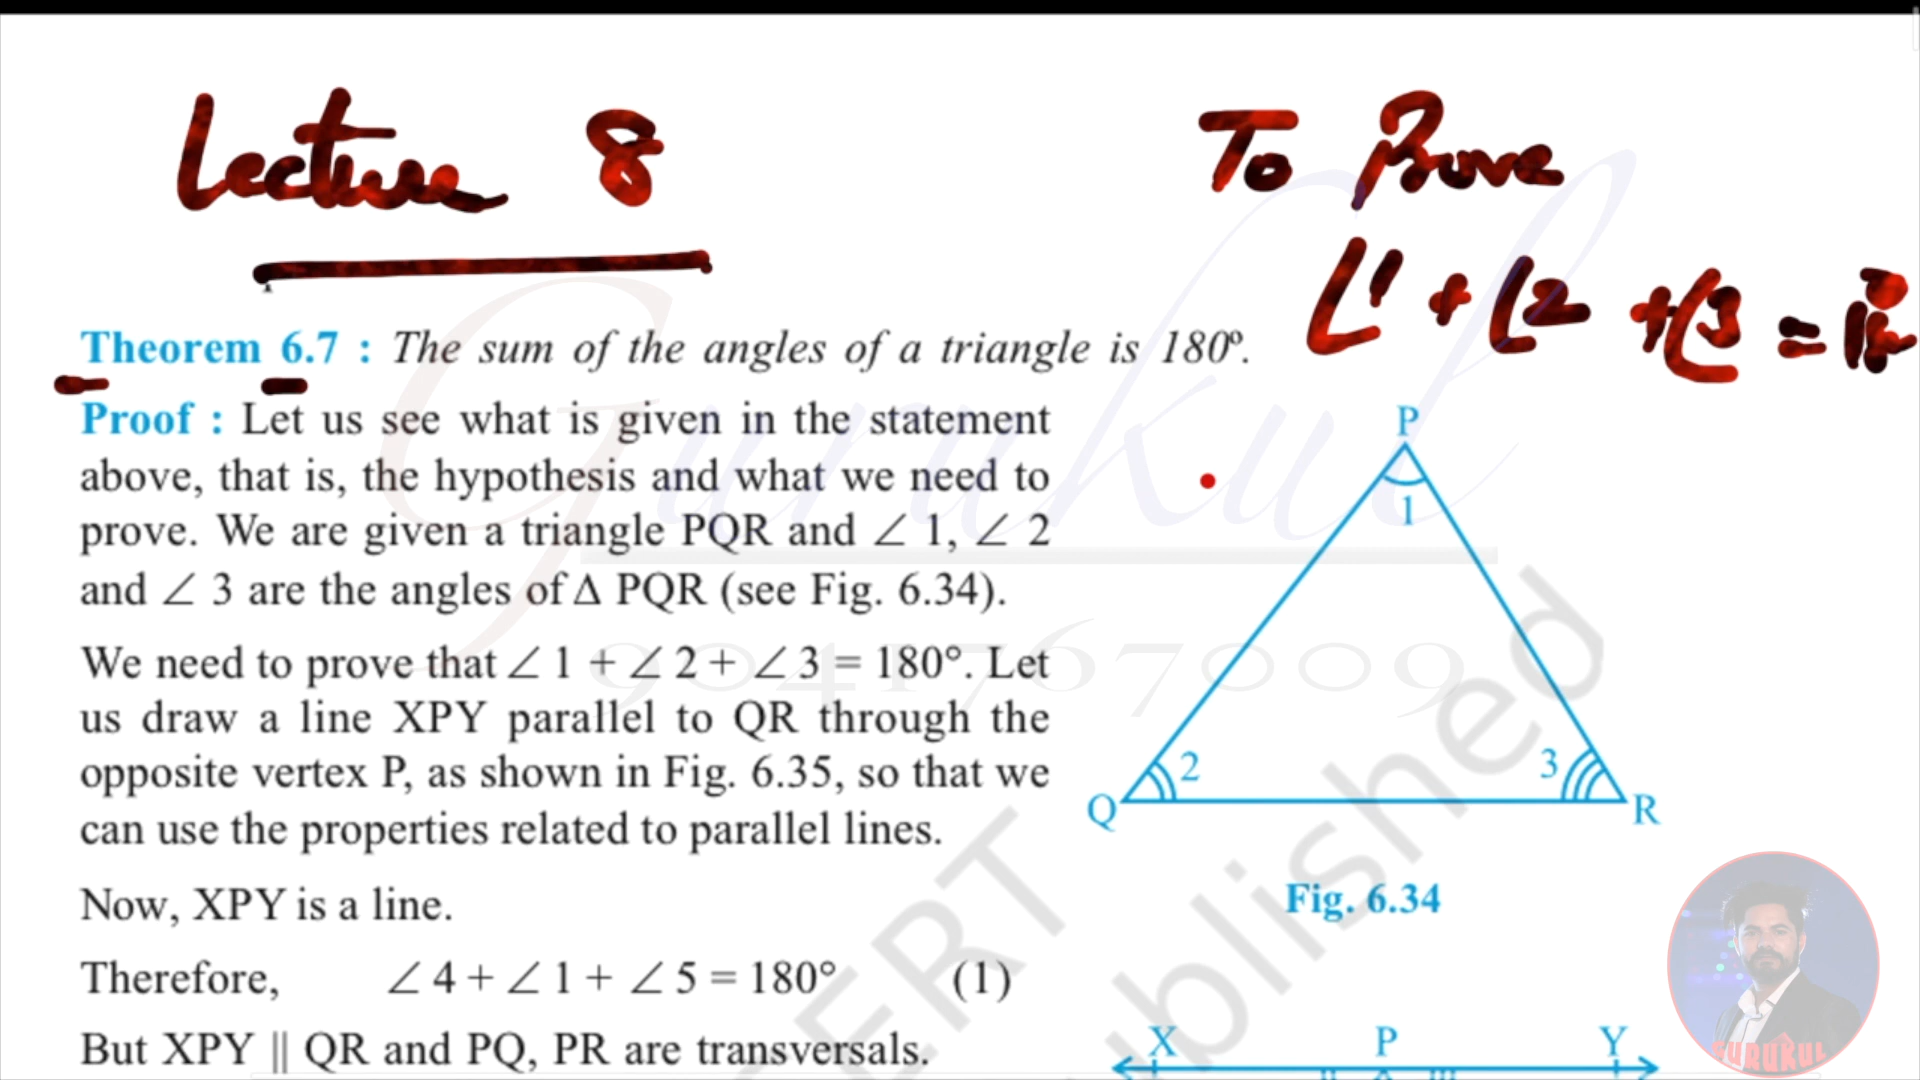 Lecture 8
To Prove
∠1 + ∠2 + ∠3 =
Theorem 6.7 : The sum of the angles of a triangle is 180º.
Proof : Let us see what is given in the statement
above, that is, the hypothesis and what we need to
prove. We are given a triangle PQR and ∠ 1, ∠ 2
and ∠ 3 are the angles of Δ PQR (see Fig. 6.34).
We need to prove that ∠ 1 + ∠ 2 + ∠ 3 = 180°. Let
us draw a line XPY parallel to QR through the
opposite vertex P, as shown in Fig. 6.35, so that we
can use the properties related to parallel lines.
Now, XPY is a line.
Therefore, ∠ 4 + ∠ 1 + ∠ 5 = 180° (1)
But XPY || QR and PQ, PR are transversals.
P
1
2
3
Q
R
Fig. 6.34
X
P
Y
Gurukul
9041767009
blished
GURUKUL